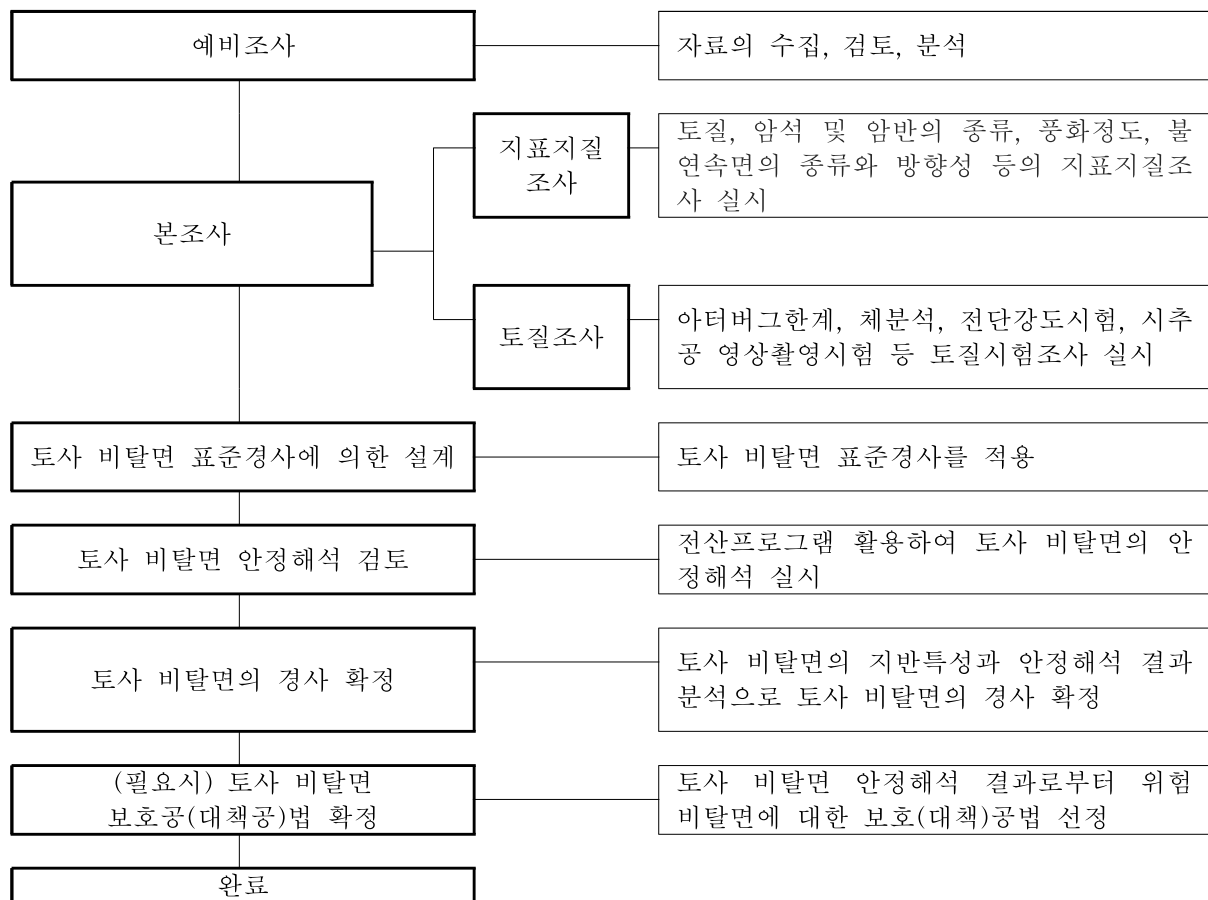 예비조사
자료의 수집, 검토, 분석
본조사
지표지질
조사
토질, 암석 및 암반의 종류, 풍화정도, 불
연속면의 종류와 방향성 등의 지표지질조
사 실시
토질조사
아터버그한계, 체분석, 전단강도시험, 시추
공 영상촬영시험 등 토질시험조사 실시
토사 비탈면 표준경사에 의한 설계
토사 비탈면 표준경사를 적용
토사 비탈면 안정해석 검토
전산프로그램 활용하여 토사 비탈면의 안
정해석 실시
토사 비탈면의 경사 확정
토사 비탈면의 지반특성과 안정해석 결과
분석으로 토사 비탈면의 경사 확정
(필요시) 토사 비탈면
보호공(대책공)법 확정
토사 비탈면 안정해석 결과로부터 위험
비탈면에 대한 보호(대책)공법 선정
완료